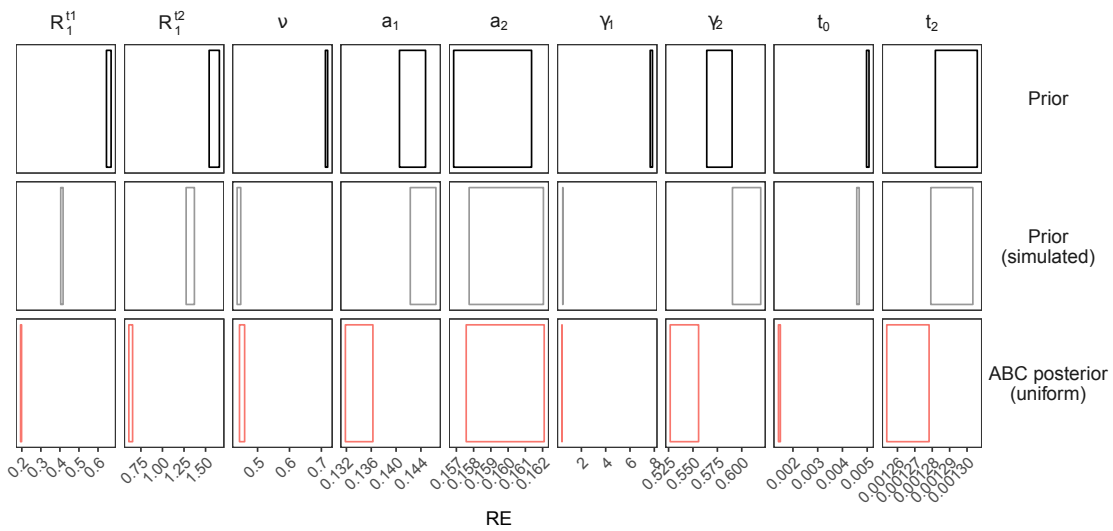 R₁ᵗ¹ R₁ᵗ² ν a₁ a₂ γ₁ γ₂ t₀ t₂
Prior
Prior
(simulated)
ABC posterior
(uniform)
0.2 0.3 0.4 0.5 0.6 0.75 1.00 1.25 1.50 0.5 0.6 0.7 0.132 0.136 0.140 0.144 0.157 0.158 0.159 0.160 0.161 0.162 2 4 6 8 0.525 0.550 0.575 0.600 0.002 0.003 0.004 0.005 0.00126 0.00127 0.00128 0.00129 0.00130
RE